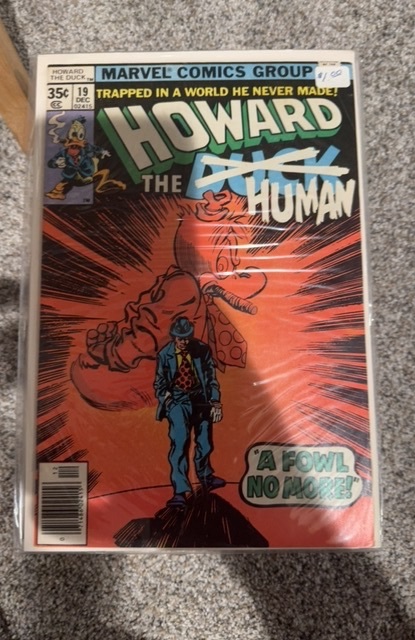 HOWARD
THE DUCK
MARVEL COMICS GROUP
$1.00
35¢
19
DEC
02415
TRAPPED IN A WORLD HE NEVER MADE!
HOWARD
THE DUCK
HUMAN
"A FOWL
NO MORE!"